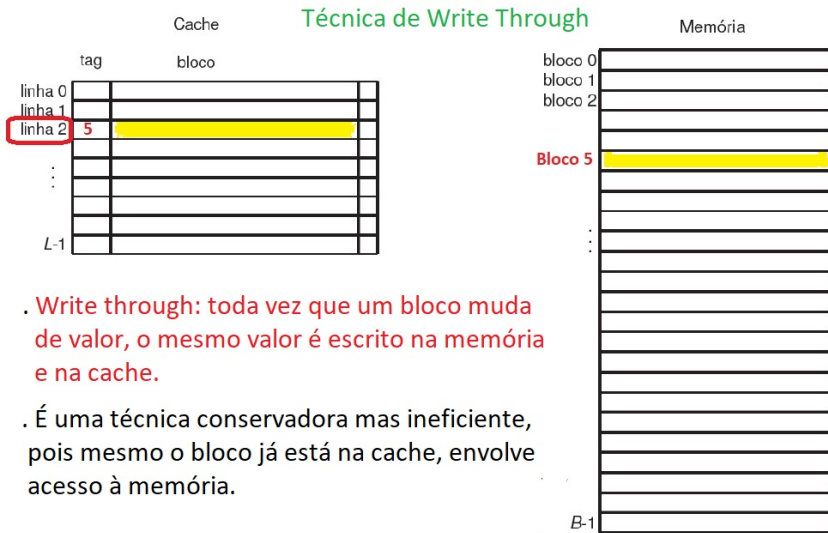 Técnica de Write Through
Cache
Memória
tag
bloco
linha 0
linha 1
linha 2
5
L-1
bloco 0
bloco 1
bloco 2
Bloco 5
B-1
. Write through: toda vez que um bloco muda
de valor, o mesmo valor é escrito na memória
e na cache.
. É uma técnica conservadora mas ineficiente,
pois mesmo o bloco já está na cache, envolve
acesso à memória.